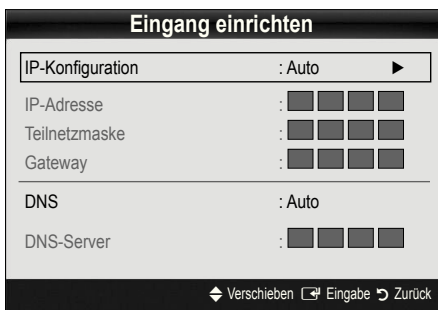 Eingang einrichten
IP-Konfiguration : Auto ►
IP-Adresse :
Teilnetzmaske :
Gateway :
DNS : Auto
DNS-Server :
Verschieben Eingabe Zurück